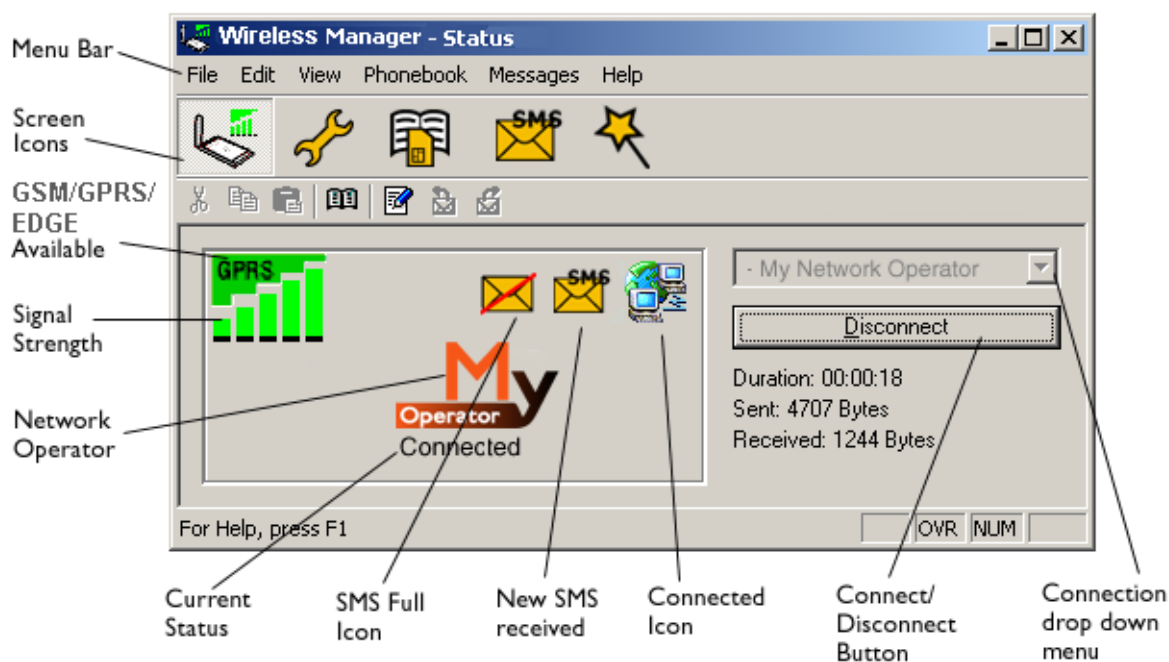 Wireless Manager - Status
Menu Bar
File Edit View Phonebook Messages Help
Screen
Icons
SMS
GSM/GPRS/
EDGE
Available
GPRS
SMS
- My Network Operator
Disconnect
Signal
Strength
Duration: 00:00:18
Sent: 4707 Bytes
Received: 1244 Bytes
My
Operator
Connected
Network
Operator
For Help, press F1
OVR NUM
Current
Status
SMS Full
Icon
New SMS
received
Connected
Icon
Connect/
Disconnect
Button
Connection
drop down
menu